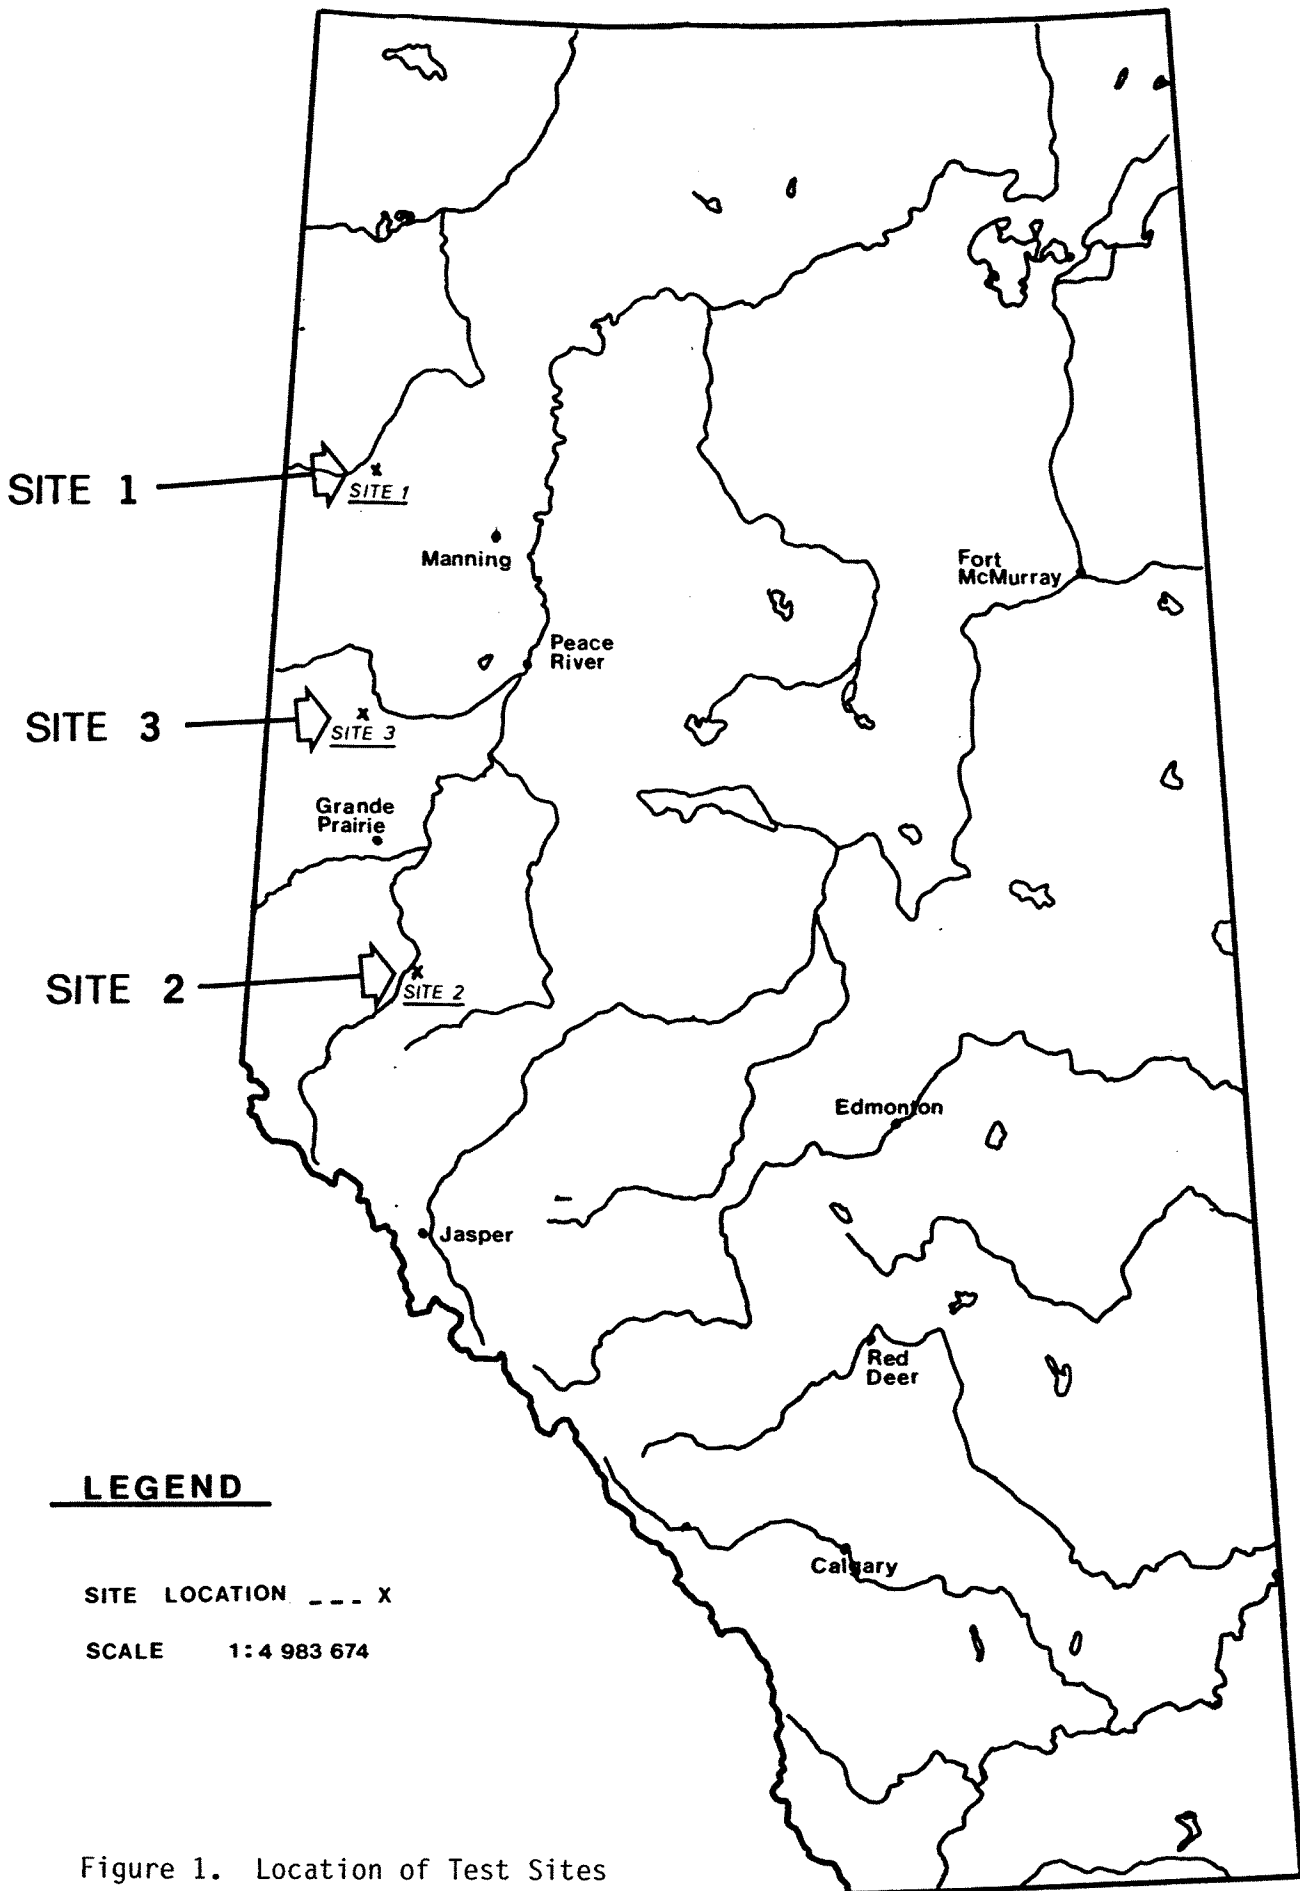 SITE 1
SITE 1
Manning
Fort
McMurray
Peace
River
SITE 3
SITE 3
Grande
Prairie
SITE 2
SITE 2
Edmonton
Jasper
Red
Deer
LEGEND
Calgary
SITE LOCATION _ _ _ X
SCALE 1:4 983 674
Figure 1. Location of Test Sites